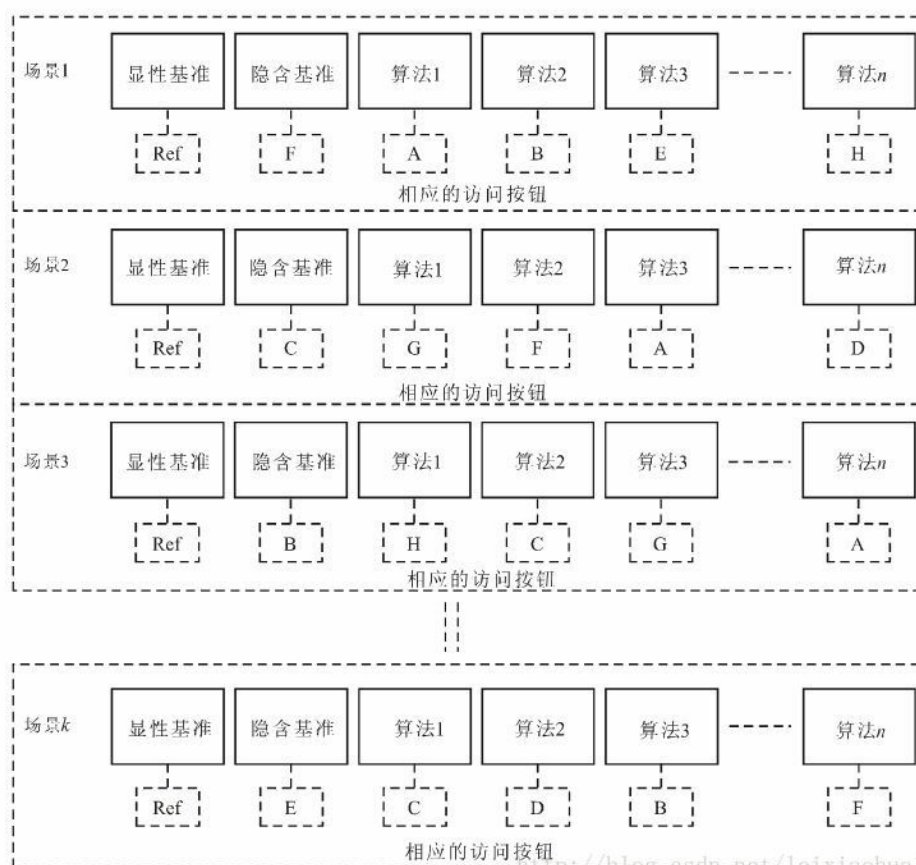 场景1 显性基准 隐含基准 算法1 算法2 算法3 算法n
Ref F A B E H
相应的访问按钮
场景2 显性基准 隐含基准 算法1 算法2 算法3 算法n
Ref C G F A D
相应的访问按钮
场景3 显性基准 隐含基准 算法1 算法2 算法3 算法n
Ref B H C G A
相应的访问按钮
场景k 显性基准 隐含基准 算法1 算法2 算法3 算法n
Ref E C D B F
相应的访问按钮